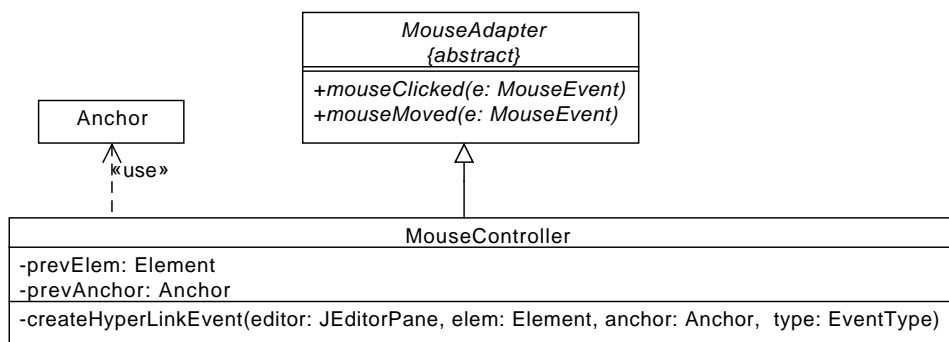 MouseAdapter
{abstract}
+mouseClicked(e: MouseEvent)
+mouseMoved(e: MouseEvent)
Anchor
«use»
MouseController
-prevElem: Element
-prevAnchor: Anchor
-createHyperLinkEvent(editor: JEditorPane, elem: Element, anchor: Anchor, type: EventType)